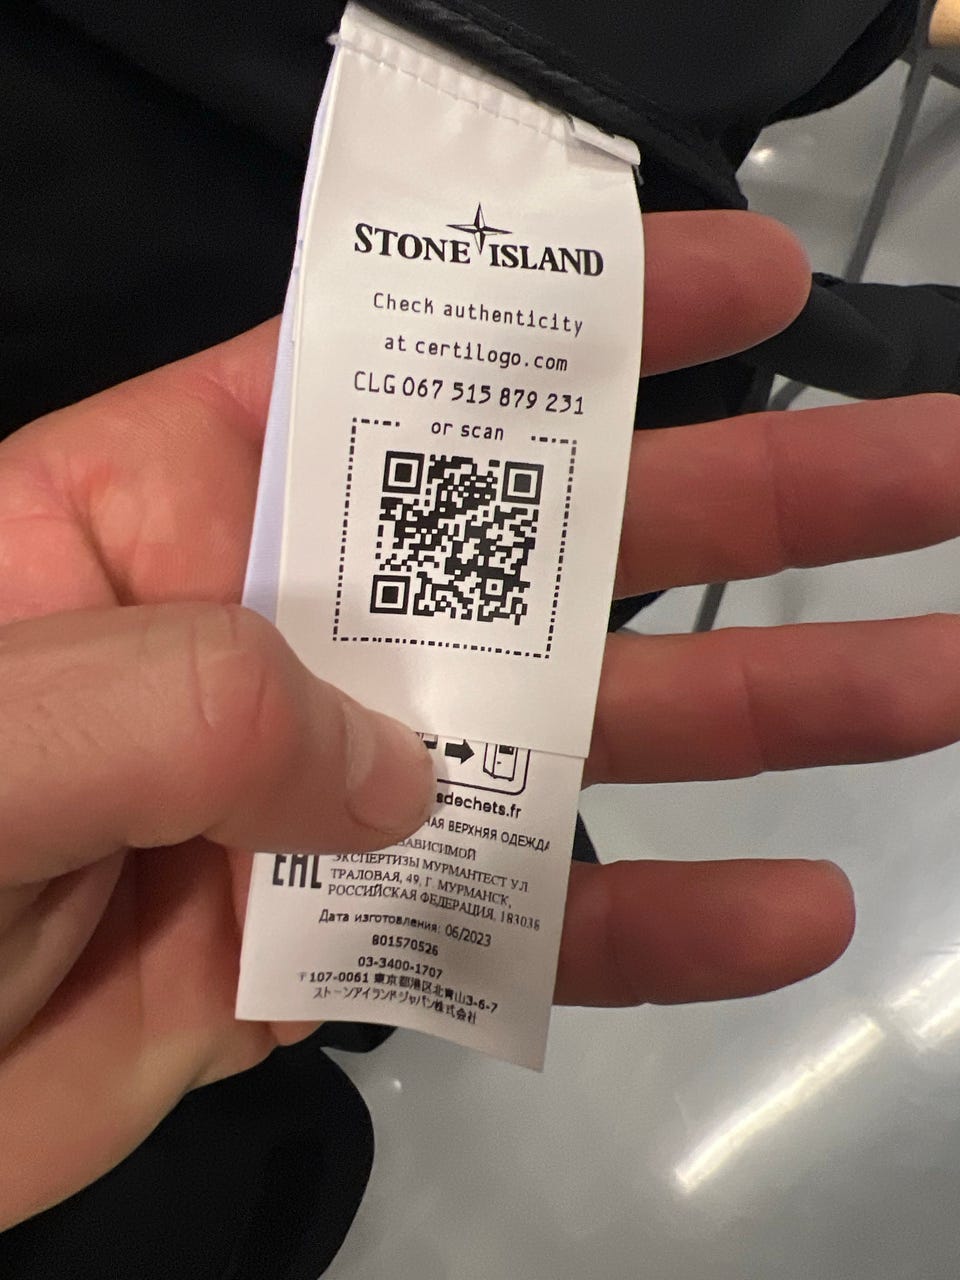 STONE ISLAND
Check authenticity
at certilogo.com
CLG 067 515 879 231
or scan
sdechets.fr
НАЯ ВЕРХНЯЯ ОДЕЖДА
ЗАВИСИМОЙ
EAC
ЭКСПЕРТИЗЫ МУРМАНТЕСТ УЛ.
ТРАЛОВАЯ, 49, Г. МУРМАНСК,
РОССИЙСКАЯ ФЕДЕРАЦИЯ, 183038
Дата изготовления: 06/2023
801570526
03-3400-1707
〒107-0061 東京都港区北青山3-6-7
ストーンアイランドジャパン株式会社